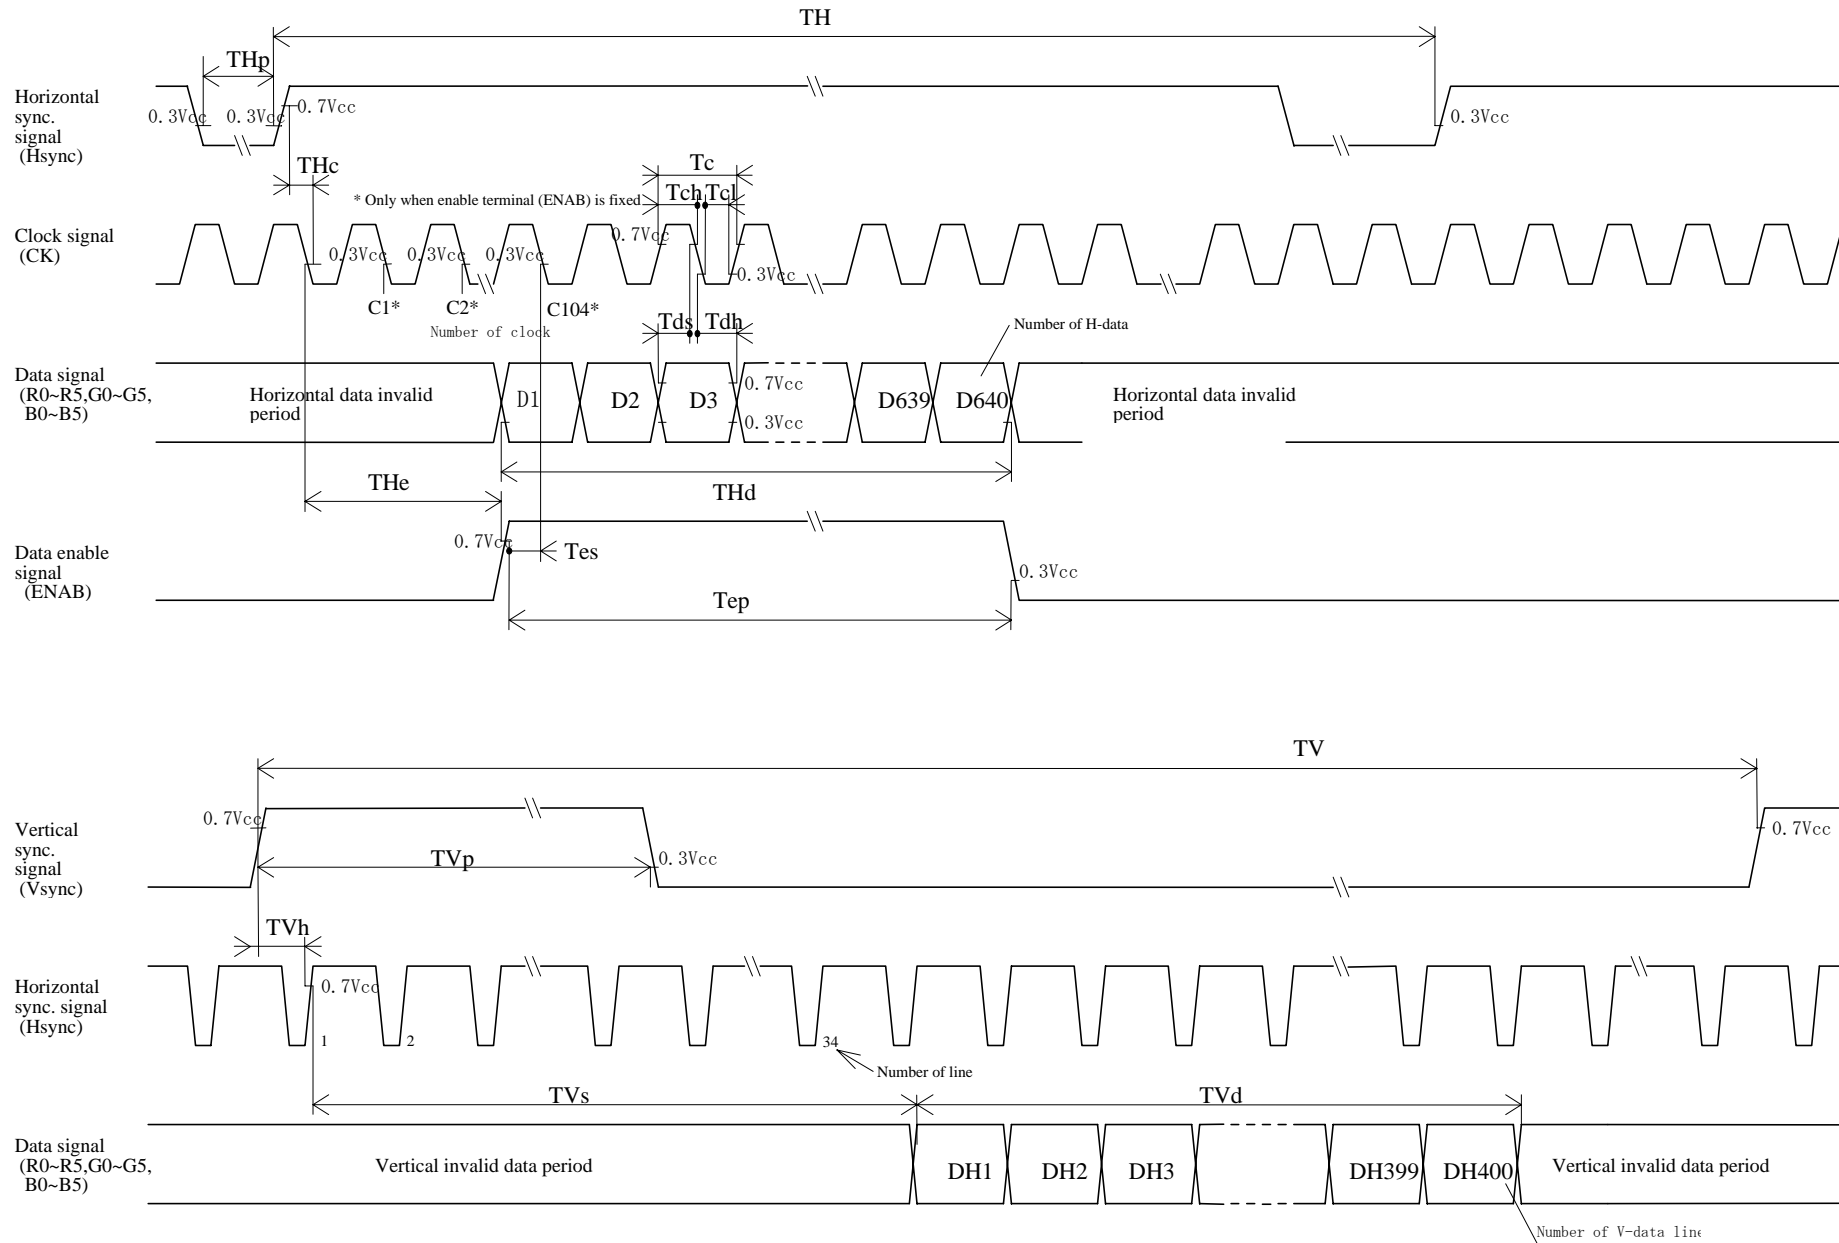 TH
THp
Horizontal
sync.
signal
(Hsync)
0.3Vcc
0.3Vcc
0.7Vcc
0.3Vcc
THc
Tc
Tch
Tcl
* Only when enable terminal (ENAB) is fixed
Clock signal
(CK)
0.3Vcc
0.3Vcc
0.3Vcc
0.7Vcc
0.3Vcc
C1*
C2*
C104*
Number of clock
Tds
Tdh
Number of H-data
Data signal
(R0~R5,G0~G5,
B0~B5)
Horizontal data invalid
period
D1
D2
D3
0.7Vcc
0.3Vcc
D639
D640
Horizontal data invalid
period
THe
THd
Data enable
signal
(ENAB)
0.7Vcc
Tes
0.3Vcc
Tep
TV
Vertical
sync.
signal
(Vsync)
0.7Vcc
TVp
0.3Vcc
0.7Vcc
TVh
Horizontal
sync. signal
(Hsync)
0.7Vcc
1
2
34
Number of line
TVs
TVd
Data signal
(R0~R5,G0~G5,
B0~B5)
Vertical invalid data period
DH1
DH2
DH3
DH399
DH400
Vertical invalid data period
Number of V-data line